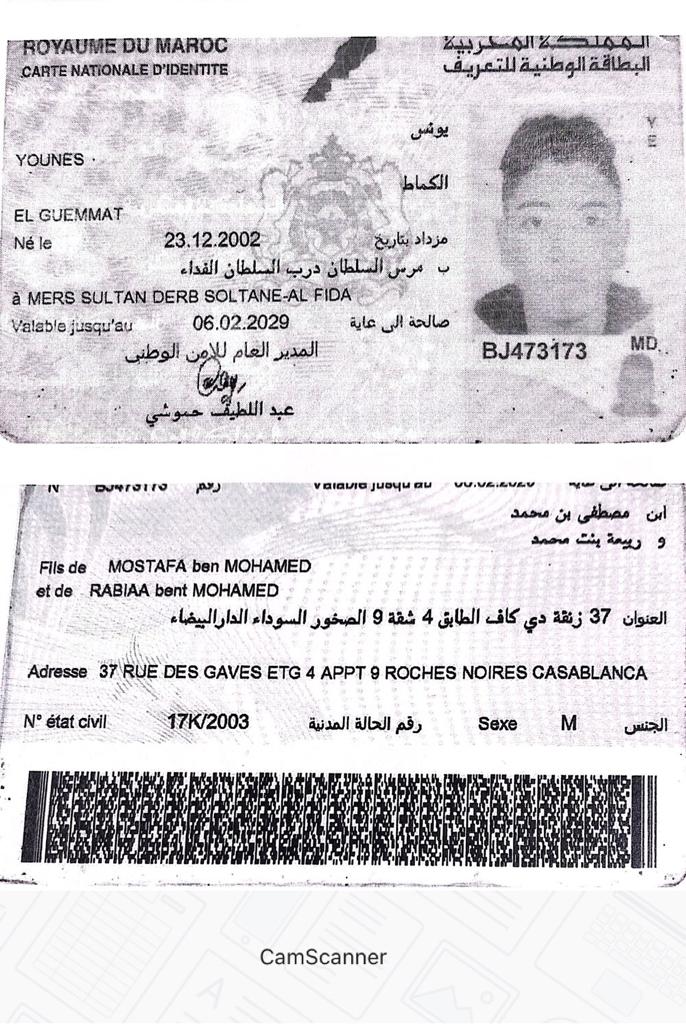 ROYAUME DU MAROC
المملكة المغربية
CARTE NATIONALE D'IDENTITE
البطاقة الوطنية للتعريف
يونس
YOUNES
الكماط
EL GUEMMAT
Né le 23.12.2002 مزداد بتاريخ
ب مرس السلطان درب السلطان الفداء
à MERS SULTAN DERB SOLTANE-AL FIDA
Valable jusqu'au 06.02.2029 صالحة الى غاية
المدير العام للامن الوطني
عبد اللطيف حموشي
BJ473173
MD
YE
N° BJ473173 رقم Valable jusqu'au 06.02.2029 صالحة الى غاية
ابن مصطفى بن محمد
و ربيعة بنت محمد
Fils de MOSTAFA ben MOHAMED
et de RABIAA bent MOHAMED
العنوان 37 زنقة دي كاف الطابق 4 شقة 9 الصخور السوداء الدارالبيضاء
Adresse 37 RUE DES GAVES ETG 4 APPT 9 ROCHES NOIRES CASABLANCA
N° état civil 17K/2003 رقم الحالة المدنية Sexe M الجنس
CamScanner